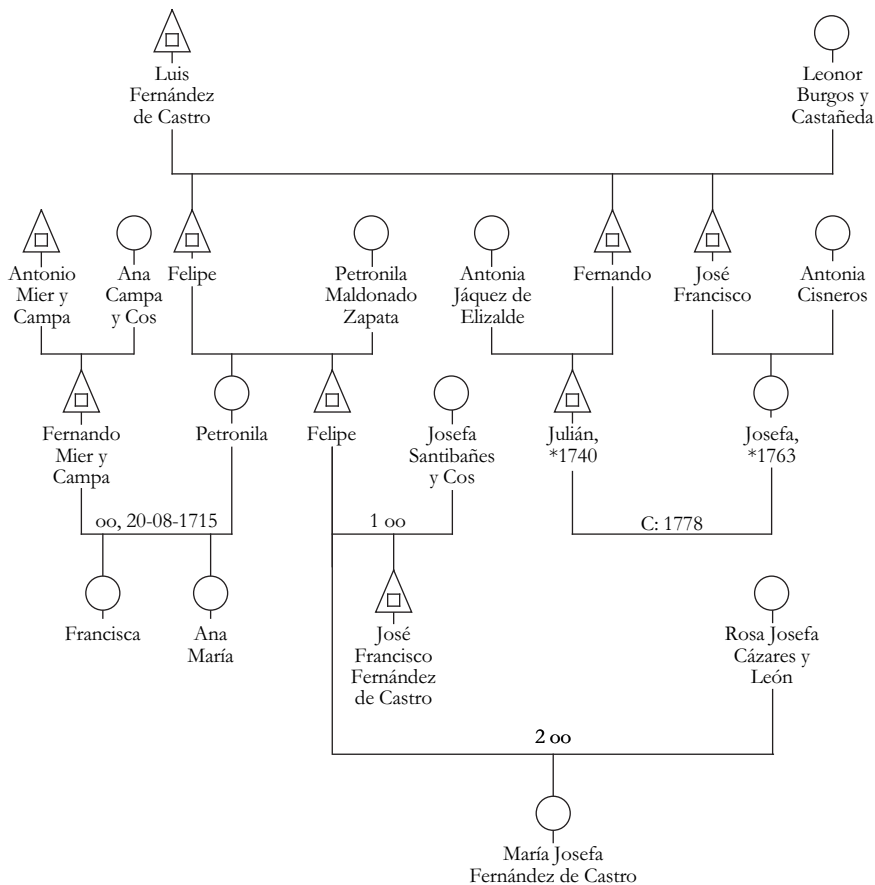 Luis
Fernández
de Castro
Leonor
Burgos y
Castañeda
Antonio
Mier y
Campa
Ana
Campa
y Cos
Felipe
Petronila
Maldonado
Zapata
Antonia
Jáquez de
Elizalde
Fernando
José
Francisco
Antonia
Cisneros
Fernando
Mier y
Campa
Petronila
Felipe
Josefa
Santibañes
y Cos
Julián,
*1740
Josefa,
*1763
oo, 20-08-1715
1 oo
C: 1778
Francisca
Ana
María
José
Francisco
Fernández
de Castro
Rosa Josefa
Cázares y
León
2 oo
María Josefa
Fernández de Castro